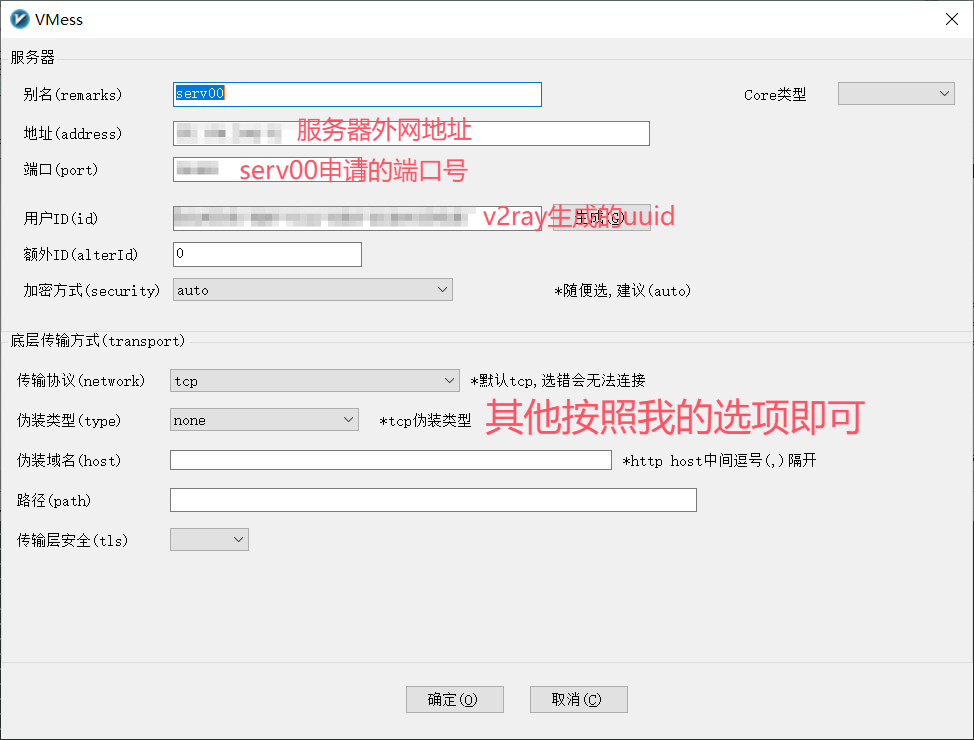 VMess
服务器
别名(remarks) serv00 Core类型
地址(address) 服务器外网地址
端口(port) serv00申请的端口号
用户ID(id) v2ray生成的uuid 生成(G)
额外ID(alterId) 0
加密方式(security) auto *随便选,建议(auto)
底层传输方式(transport)
传输协议(network) tcp *默认tcp,选错会无法连接
伪装类型(type) none *tcp伪装类型 其他按照我的选项即可
伪装域名(host) *http host中间逗号(,)隔开
路径(path)
传输层安全(tls)
确定(O) 取消(C)